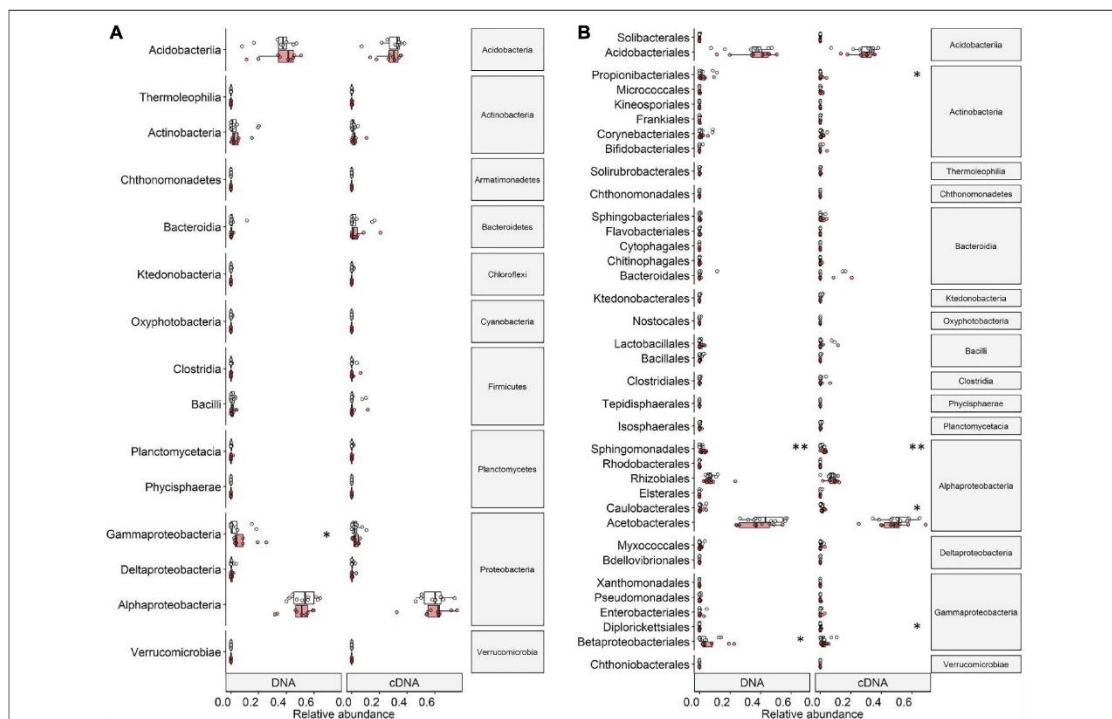 A
Acidobacteriia
Acidobacteria
Thermoleophilia
Actinobacteria
Actinobacteria
Chthonomonadetes
Armatimonadetes
Bacteroidia
Bacteroidetes
Ktedonobacteria
Chloroflexi
Oxyphotobacteria
Cyanobacteria
Clostridia
Firmicutes
Bacilli
Planctomycetacia
Planctomycetes
Phycisphaerae
Gammaproteobacteria *
Proteobacteria
Deltaproteobacteria
Alphaproteobacteria
Verrucomicrobiae
Verrucomicrobia
DNA cDNA
0.0 0.2 0.4 0.6 0.0 0.2 0.4 0.6
Relative abundance
B
Solibacterales
Acidobacteriia
Acidobacteriales
Propionibacteriales *
Micrococcales
Kineosporiales
Actinobacteria
Frankiales
Corynebacteriales
Bifidobacteriales
Solirubrobacterales
Thermoleophilia
Chthonomonadales
Chthonomonadetes
Sphingobacteriales
Flavobacteriales
Cytophagales
Bacteroidia
Chitinophagales
Bacteroidales
Ktedonobacterales
Ktedonobacteria
Nostocales
Oxyphotobacteria
Lactobacillales
Bacilli
Bacillales
Clostridiales
Clostridia
Tepidisphaerales
Phycisphaerae
Isosphaerales
Planctomycetacia
Sphingomonadales ** **
Rhodobacterales
Rhizobiales
Alphaproteobacteria
Elsterales
Caulobacterales *
Acetobacterales
Myxococcales
Deltaproteobacteria
Bdellovibrionales
Xanthomonadales
Pseudomonadales
Enterobacteriales
Gammaproteobacteria
Diplorickettsiales *
Betaproteobacteriales *
Chthoniobacterales
Verrucomicrobiae
DNA cDNA
0.0 0.2 0.4 0.6 0.0 0.2 0.4 0.6
Relative abundance